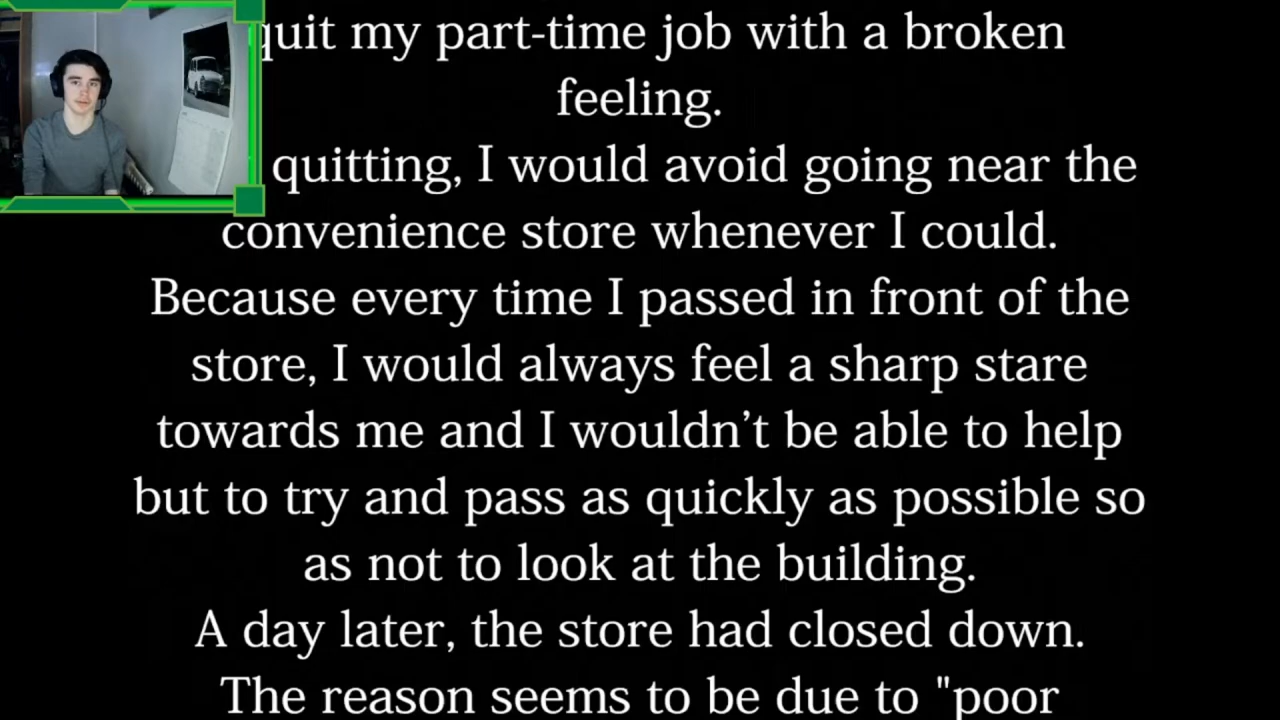 quit my part-time job with a broken
feeling.
quitting, I would avoid going near the
convenience store whenever I could.
Because every time I passed in front of the
store, I would always feel a sharp stare
towards me and I wouldn’t be able to help
but to try and pass as quickly as possible so
as not to look at the building.
A day later, the store had closed down.
The reason seems to be due to "poor